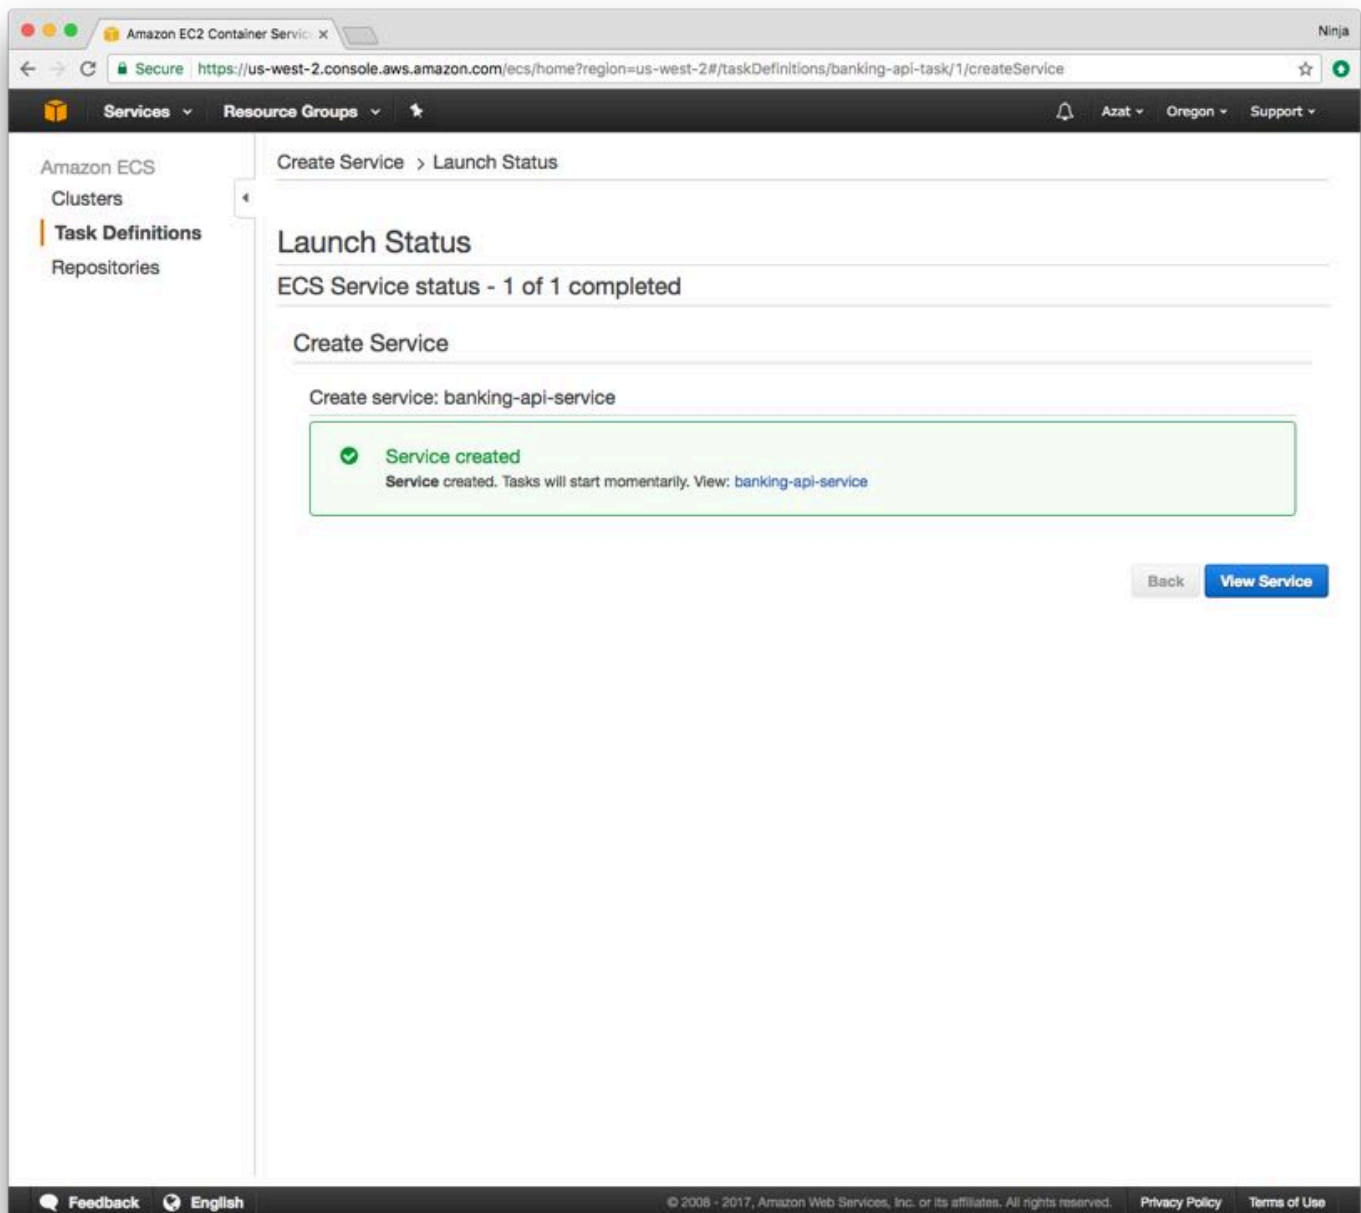 Amazon EC2 Container Servic
Ninja
Secure https://us-west-2.console.aws.amazon.com/ecs/home?region=us-west-2#/taskDefinitions/banking-api-task/1/createService
Services Resource Groups Azat Oregon Support
Amazon ECS
Clusters
Task Definitions
Repositories
Create Service > Launch Status
Launch Status
ECS Service status - 1 of 1 completed
Create Service
Create service: banking-api-service
Service created
Service created. Tasks will start momentarily. View: banking-api-service
Back View Service
Feedback English © 2008 - 2017, Amazon Web Services, Inc. or its affiliates. All rights reserved. Privacy Policy Terms of Use